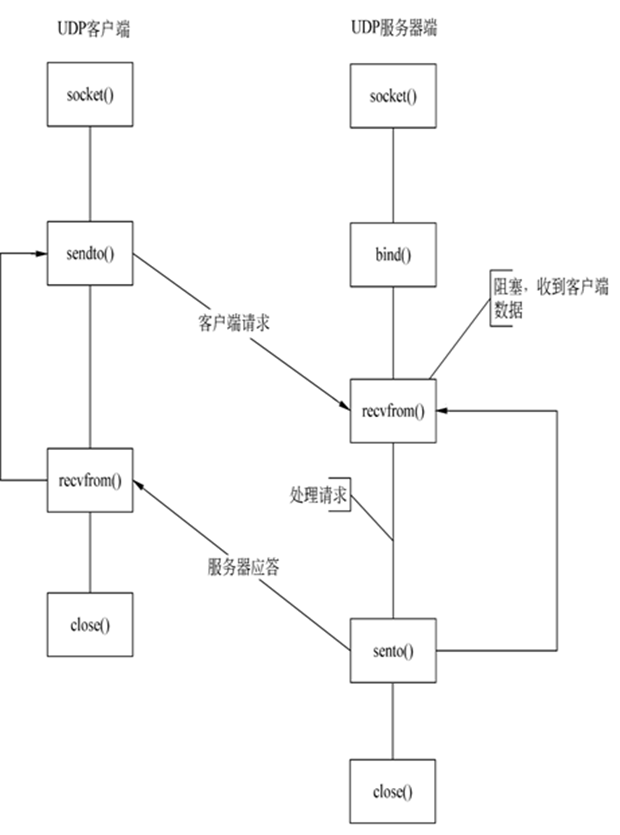 UDP客户端
UDP服务器端
socket()
socket()
sendto()
bind()
阻塞，收到客户端
数据
客户端请求
recvfrom()
recvfrom()
处理请求
服务器应答
close()
sento()
close()